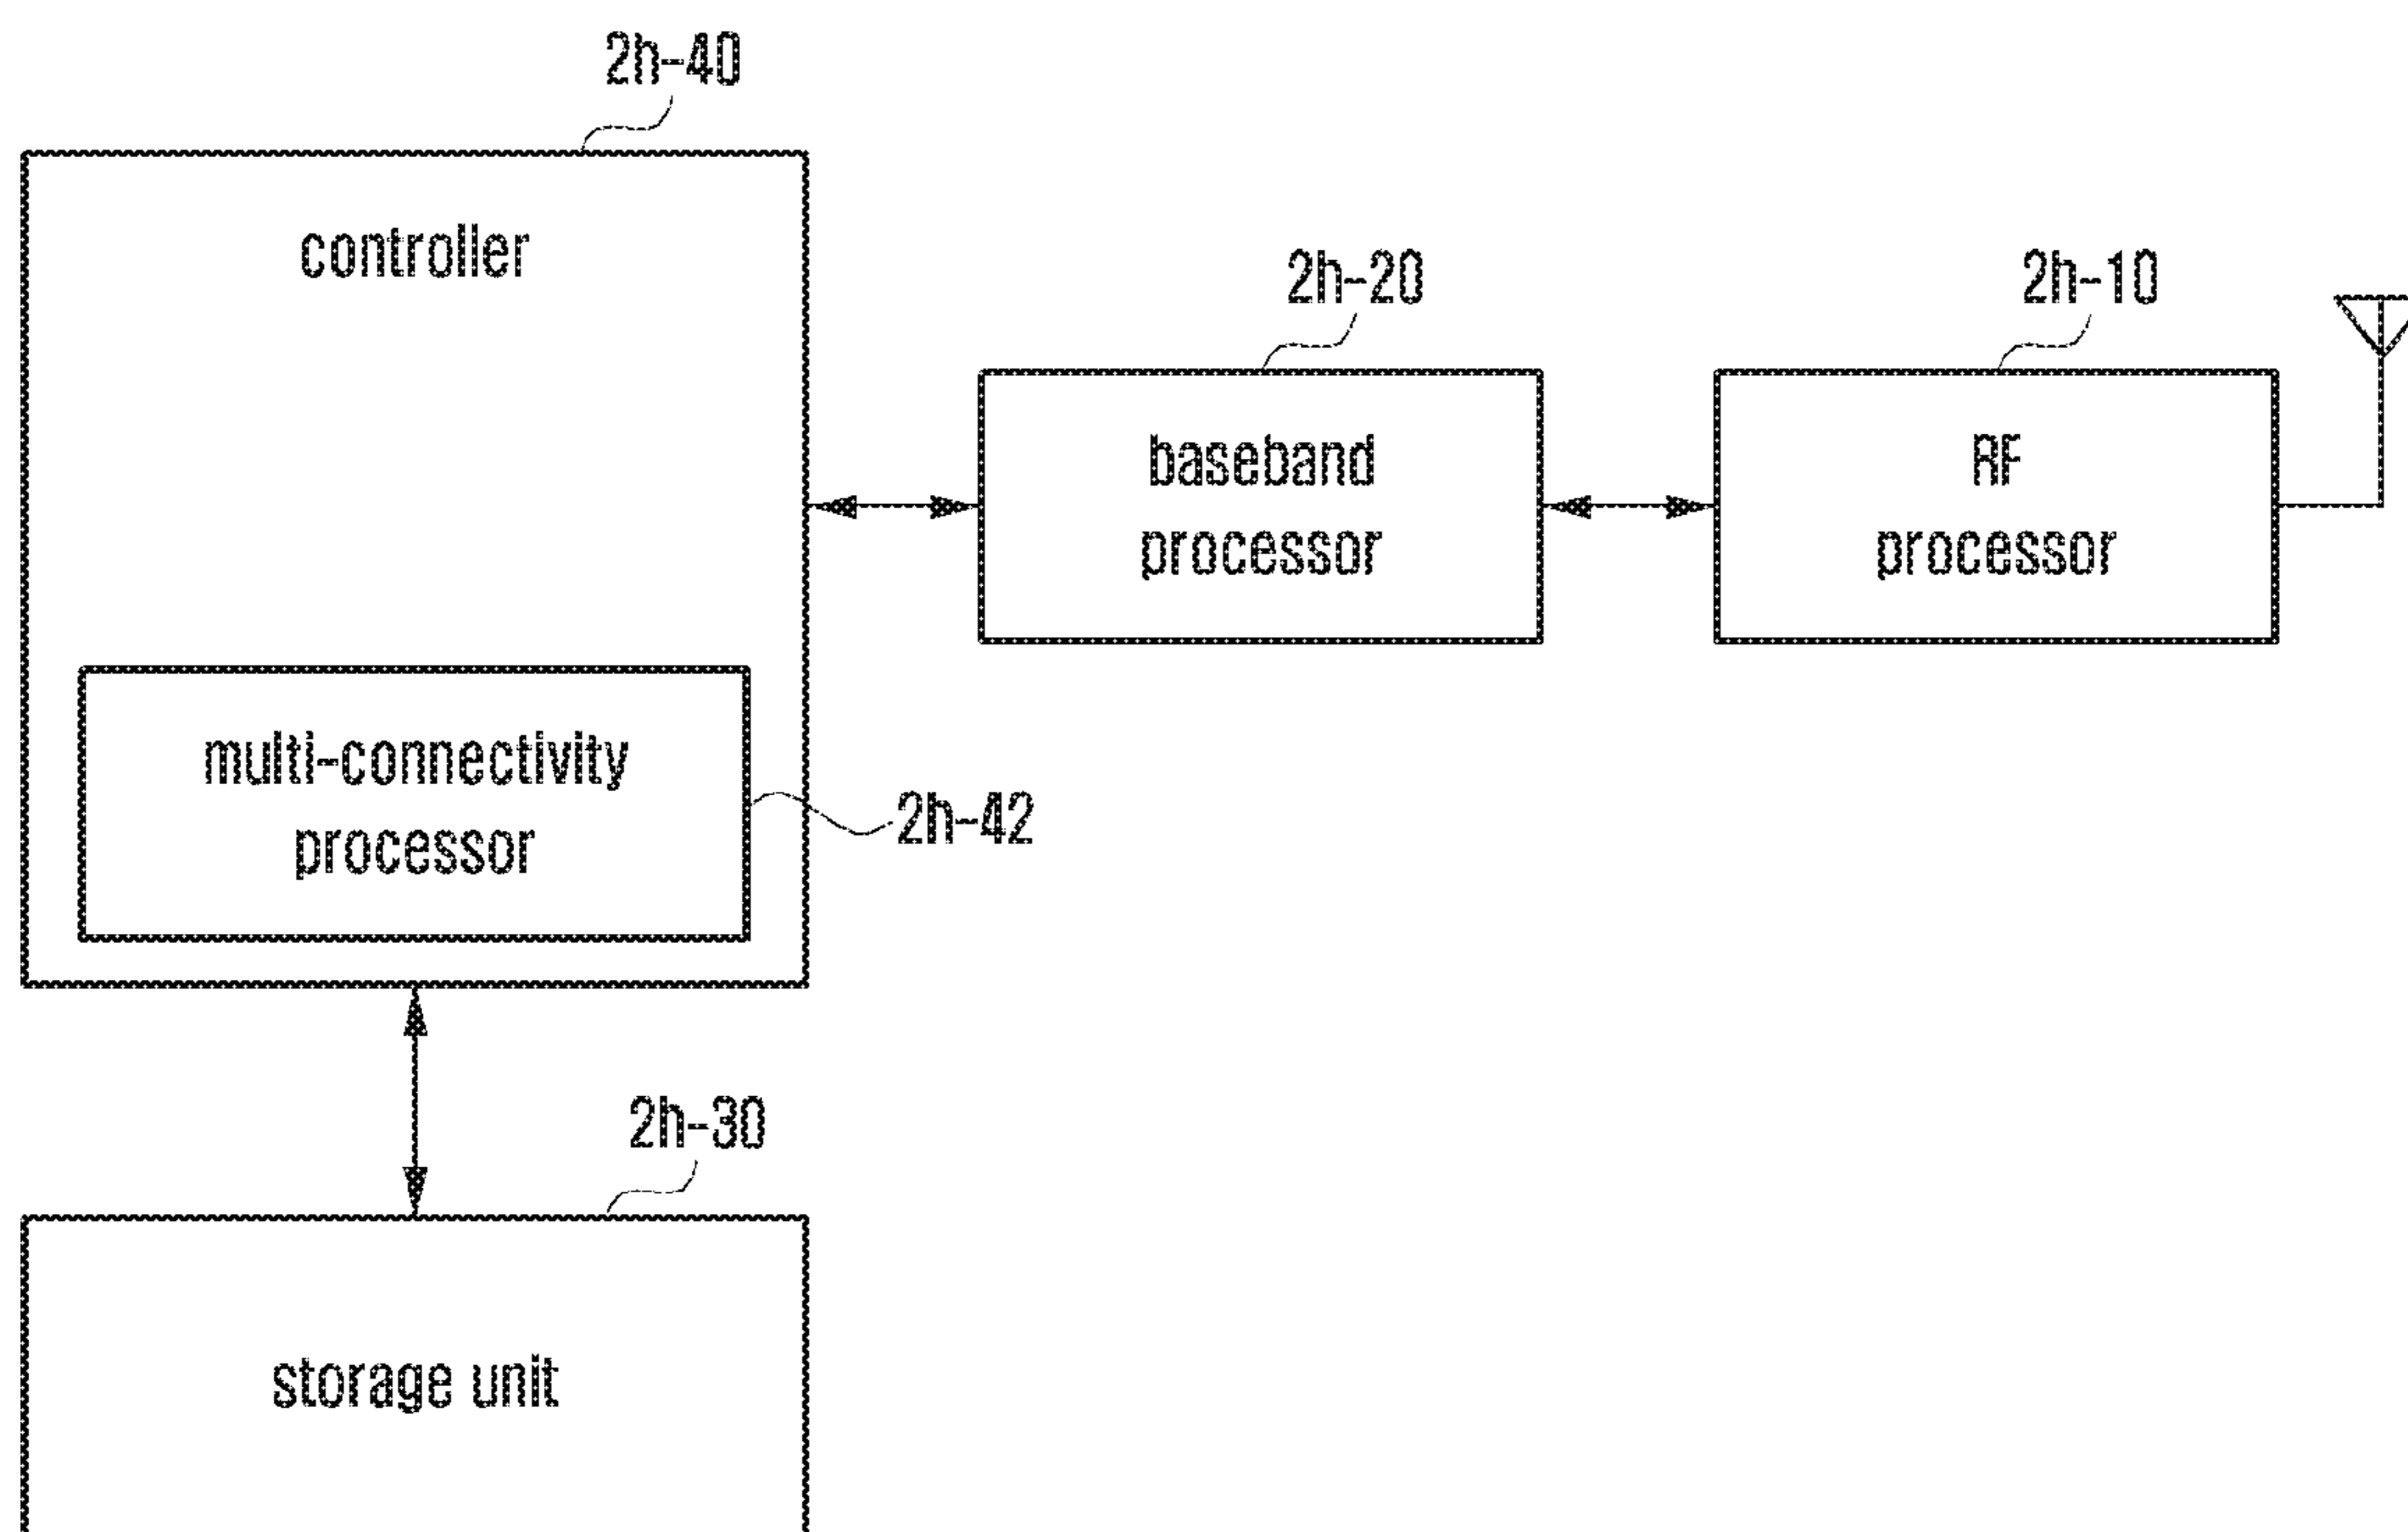 2h-40
controller
2h-20
2h-10
baseband
processor
RF
processor
multi-connectivity
processor
2h-42
2h-30
storage unit